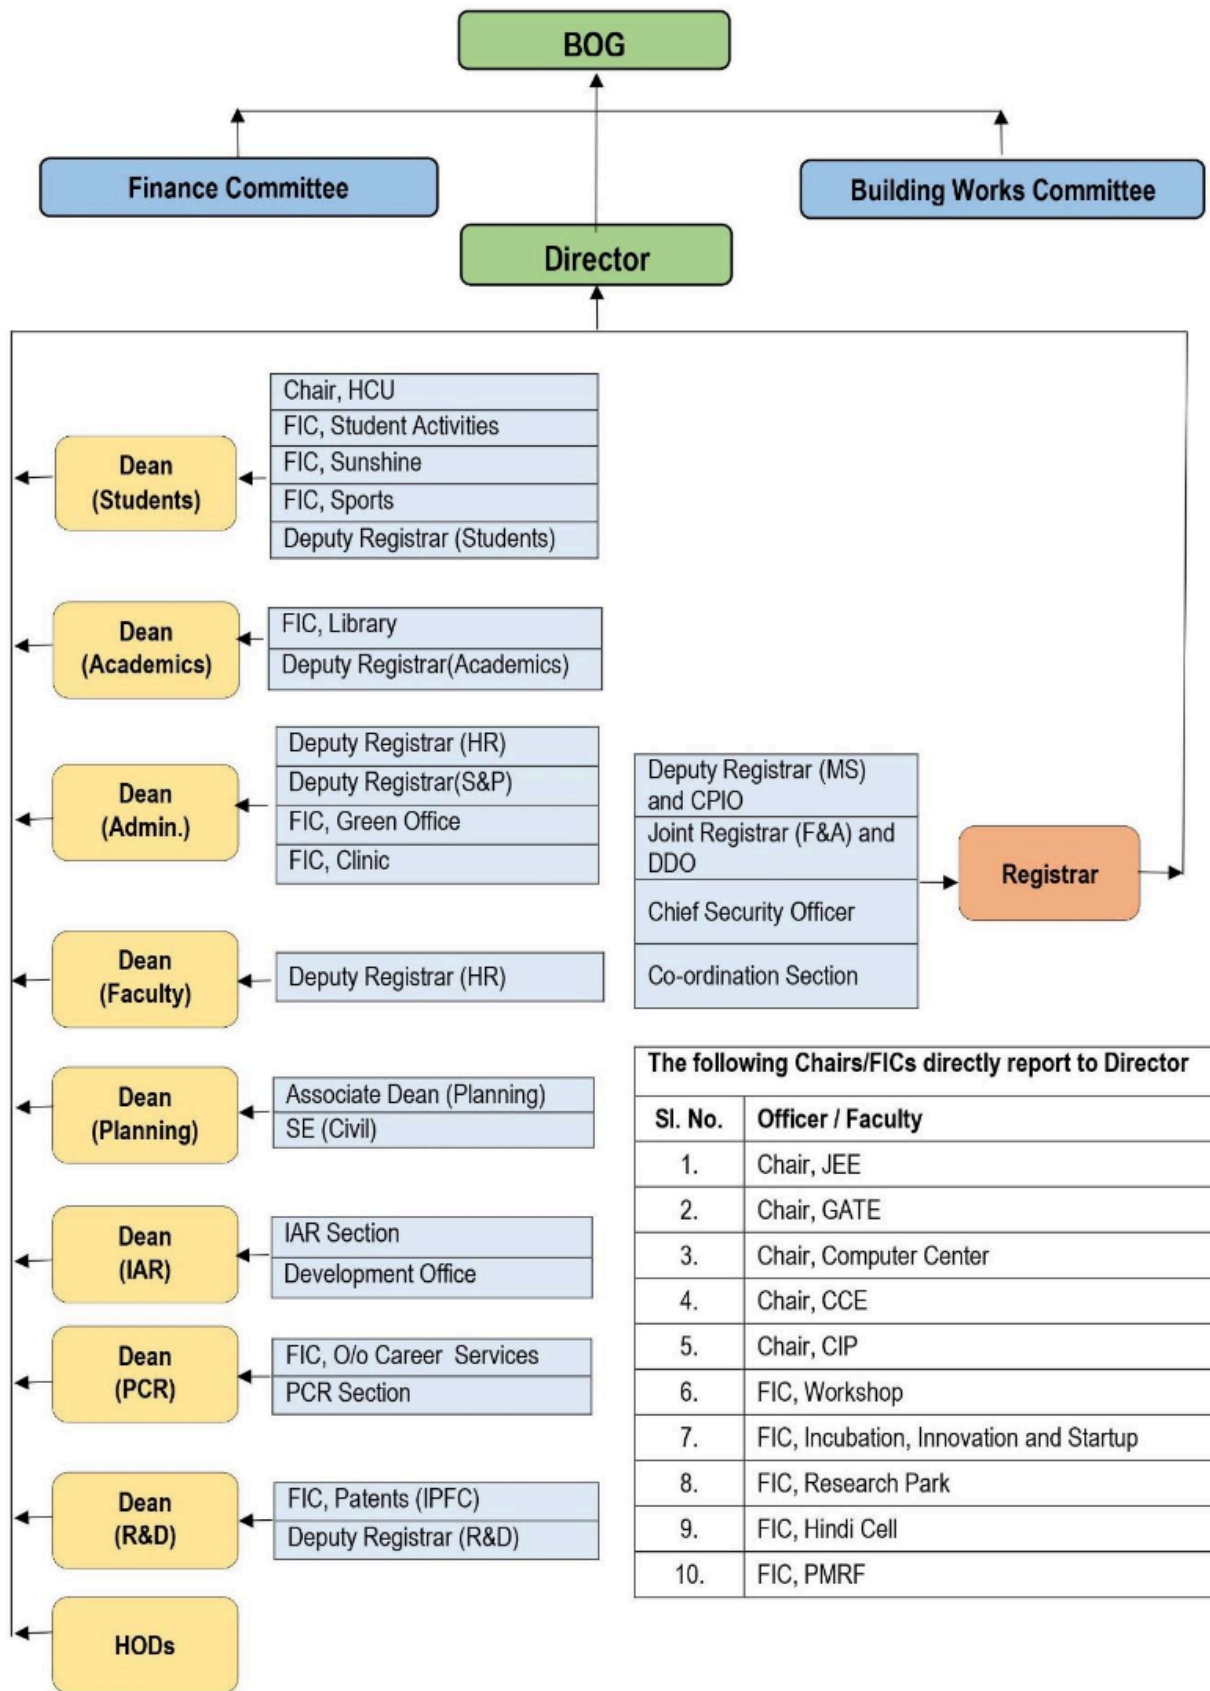 BOG
Finance Committee
Building Works Committee
Director
Chair, HCU
FIC, Student Activities
Dean
(Students)
FIC, Sunshine
FIC, Sports
Deputy Registrar (Students)
Dean
(Academics)
FIC, Library
Deputy Registrar(Academics)
Dean
(Admin.)
Deputy Registrar (HR)
Deputy Registrar(S&P)
FIC, Green Office
FIC, Clinic
Deputy Registrar (MS)
and CPIO
Joint Registrar (F&A) and
DDO
Chief Security Officer
Co-ordination Section
Registrar
Dean
(Faculty)
Deputy Registrar (HR)
Dean
(Planning)
Associate Dean (Planning)
SE (Civil)
Dean
(IAR)
IAR Section
Development Office
Dean
(PCR)
FIC, O/o Career Services
PCR Section
Dean
(R&D)
FIC, Patents (IPFC)
Deputy Registrar (R&D)
HODs
The following Chairs/FICs directly report to Director
Sl. No. Officer / Faculty
1. Chair, JEE
2. Chair, GATE
3. Chair, Computer Center
4. Chair, CCE
5. Chair, CIP
6. FIC, Workshop
7. FIC, Incubation, Innovation and Startup
8. FIC, Research Park
9. FIC, Hindi Cell
10. FIC, PMRF